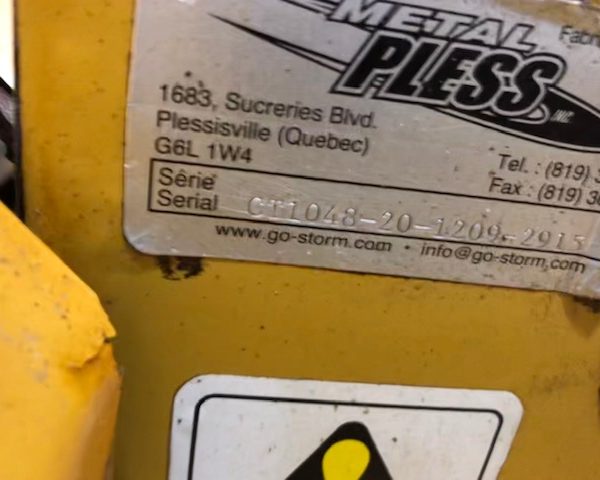 METAL
PLESS INC
1683, Sucreries Blvd.
Plessisville (Quebec)
G6L 1W4
Tel. : (819)
Fax : (819)
Série
Serial CT1048-20-1209-2915
www.go-storm.com • info@go-storm.com